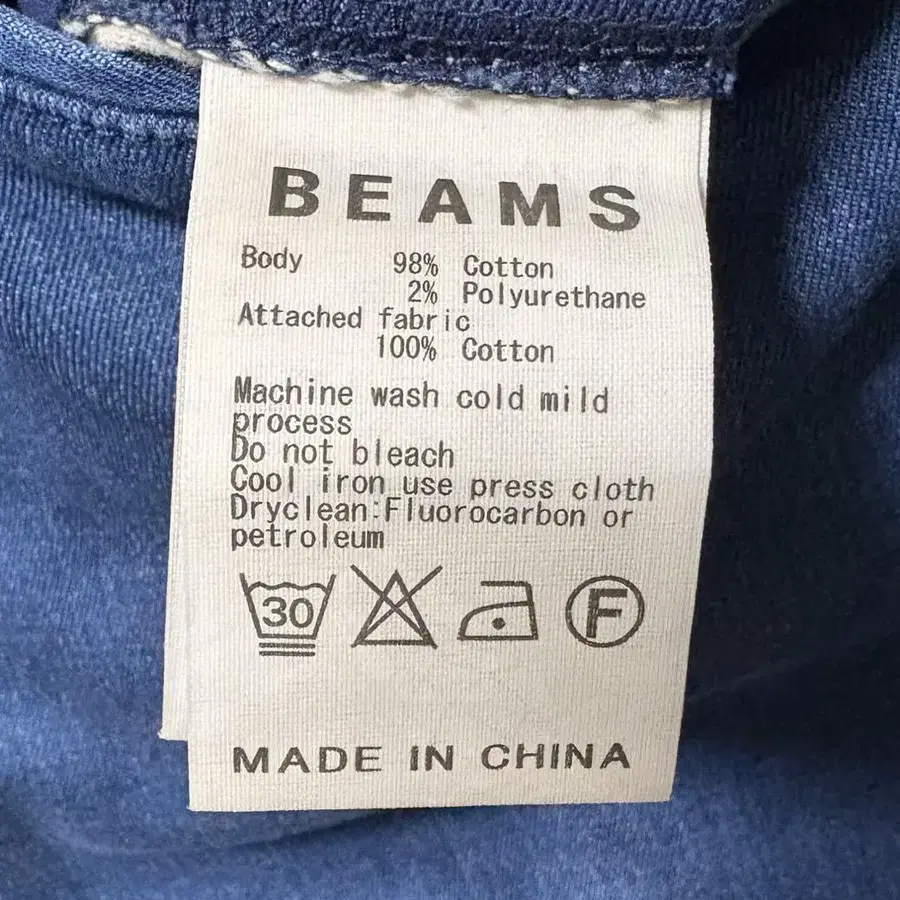 BEAMS
Body 98% Cotton
2% Polyurethane
Attached fabric
100% Cotton
Machine wash cold mild
process
Do not bleach
Cool iron use press cloth
Dryclean:Fluorocarbon or
petroleum
30 F
MADE IN CHINA